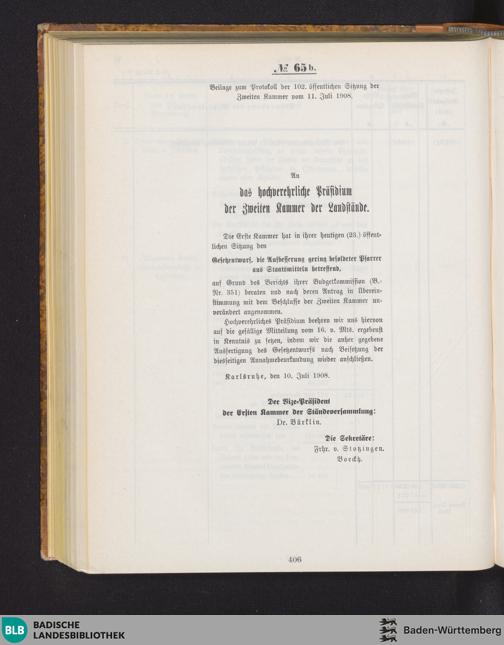 № 65 b.
Beilage zum Protokoll der 102. öffentlichen Sitzung der
Zweiten Kammer vom 11. Juli 1908.
An
das hochverehrliche Präsidium
der Zweiten Kammer der Landstände.
Die Erste Kammer hat in ihrer heutigen (23.) öffent-
lichen Sitzung den
Gesetzentwurf, die Aufbesserung gering besoldeter Pfarrer
aus Staatsmitteln betreffend,
auf Grund des Berichts ihrer Budgetkommission (B.-
Nr. 351) beraten und nach deren Antrag in Überein-
stimmung mit dem Beschlusse der Zweiten Kammer un-
verändert angenommen.
Hochverehrliches Präsidium beehren wir uns hiervon
auf die gefällige Mitteilung vom 16. v. Mts. ergebenst
in Kenntnis zu setzen, indem wir die anher gegebene
Ausfertigung des Gesetzentwurfs nach Beisetzung der
diesseitigen Annahmebeurkundung wieder anschließen.
Karlsruhe, den 10. Juli 1908.
Der Vize-Präsident
der Ersten Kammer der Ständeversammlung:
Dr. Bürklin.
Die Sekretäre:
Frhr. v. Stotzingen.
Borckh.
406
BLB
BADISCHE
LANDESBIBLIOTHEK
Baden-Württemberg